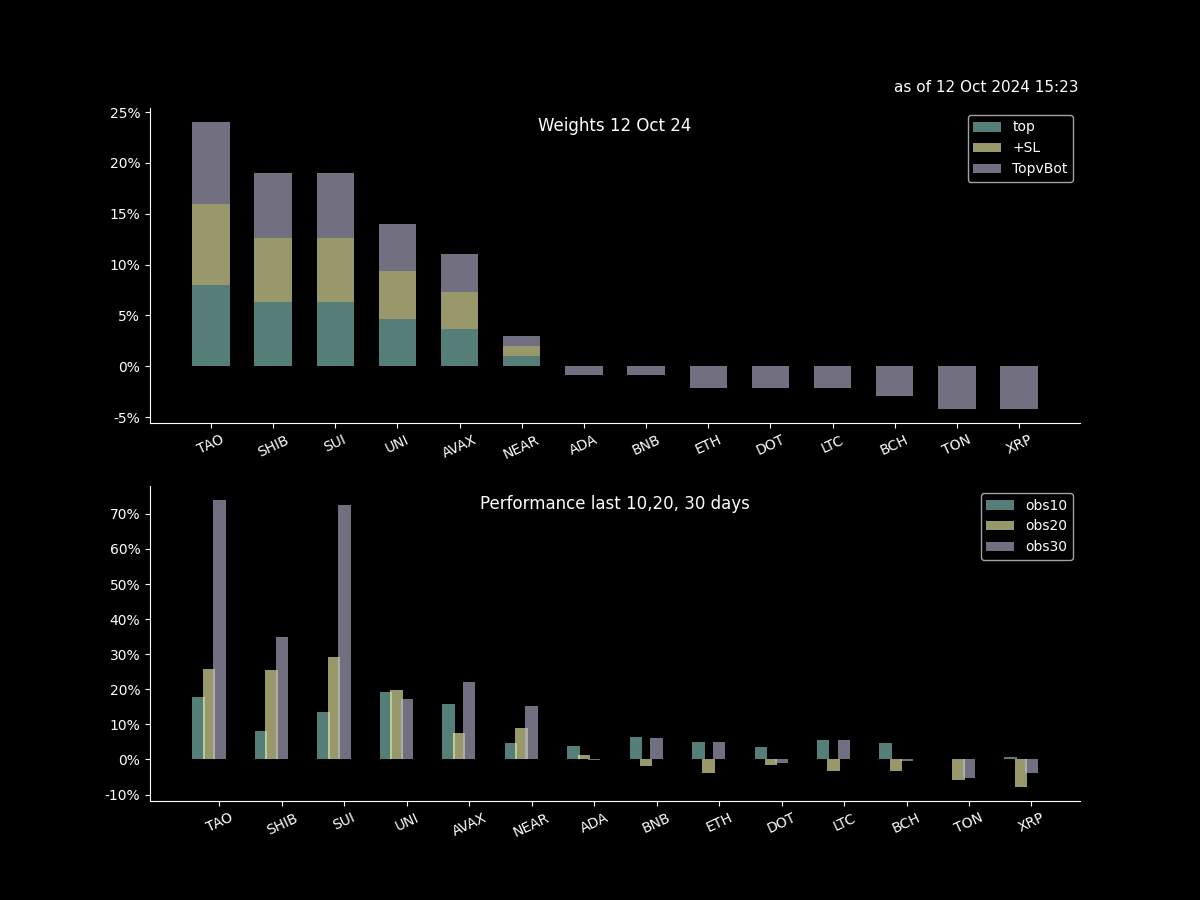 as of 12 Oct 2024 15:23
Weights 12 Oct 24
top
+SL
TopvBot
25%
20%
15%
10%
5%
0%
-5%
TAO SHIB SUI UNI AVAX NEAR ADA BNB ETH DOT LTC BCH TON XRP
Performance last 10,20, 30 days
obs10
obs20
obs30
70%
60%
50%
40%
30%
20%
10%
0%
-10%
TAO SHIB SUI UNI AVAX NEAR ADA BNB ETH DOT LTC BCH TON XRP